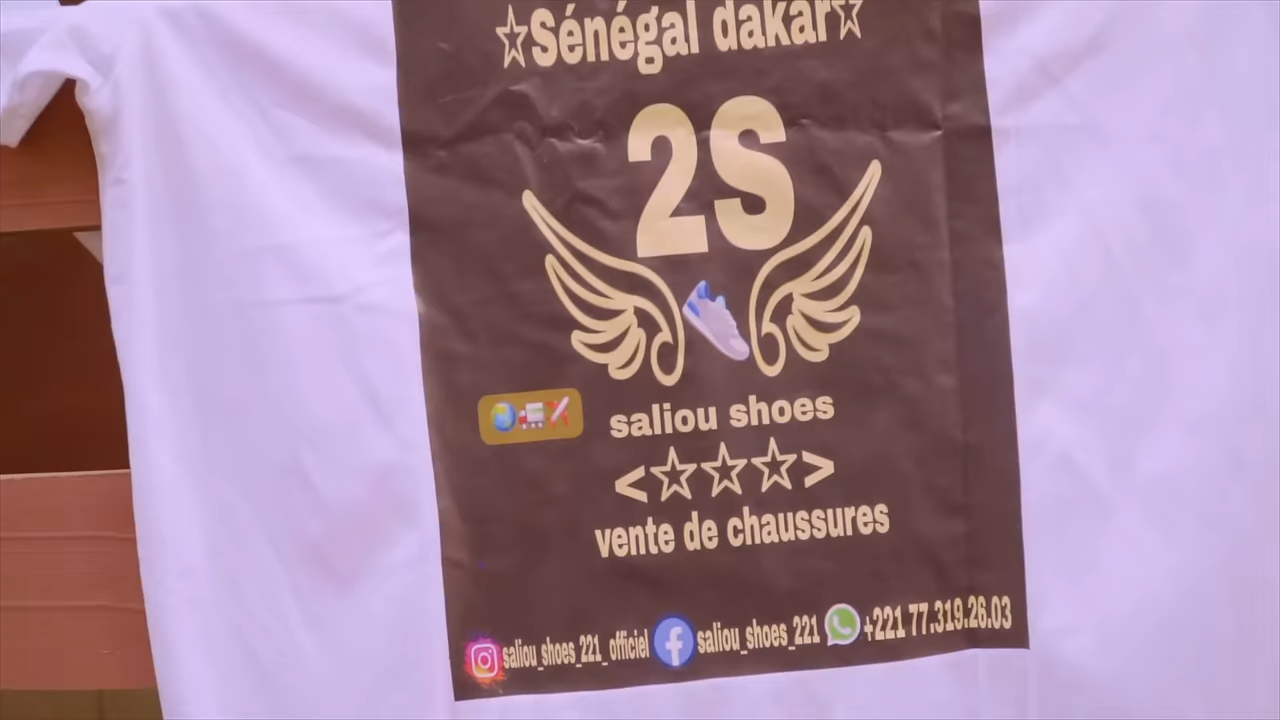 ☆Sénégal dakar☆
2S
saliou shoes
<☆☆☆>
vente de chaussures
saliou_shoes_221_officiel saliou_shoes_221 +221 77.319.26.03